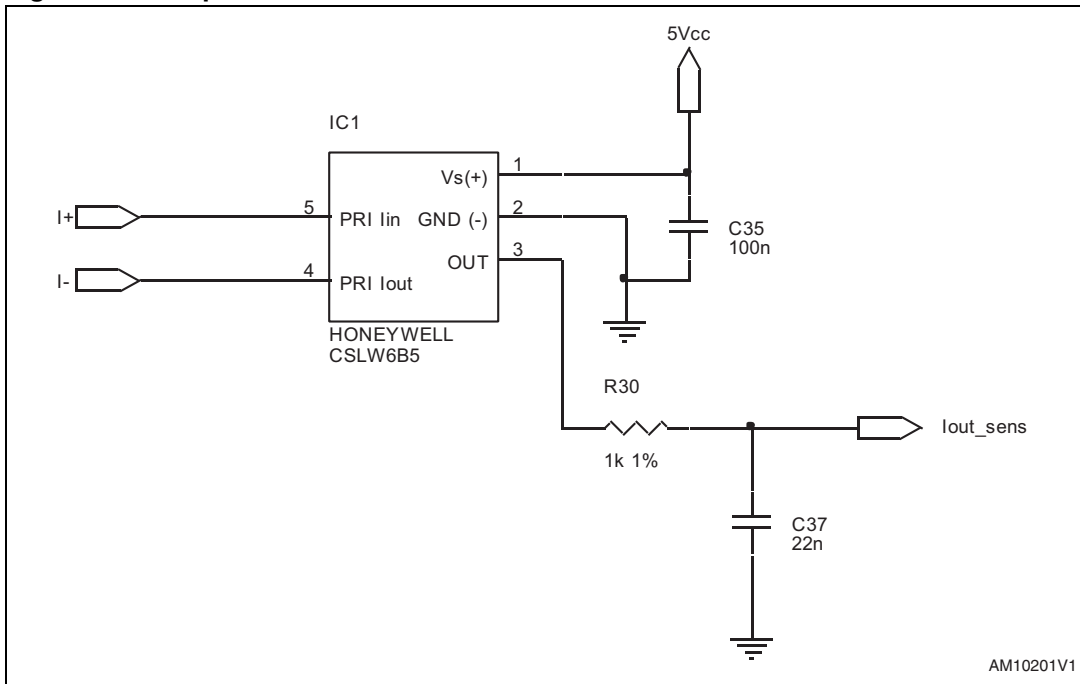 5Vcc
IC1
Vs(+)
1
I+
5
PRI Iin
GND (-)
2
C35
100n
I-
4
PRI Iout
OUT
3
HONEYWELL
CSLW6B5
R30
1k 1%
Iout_sens
C37
22n
AM10201V1